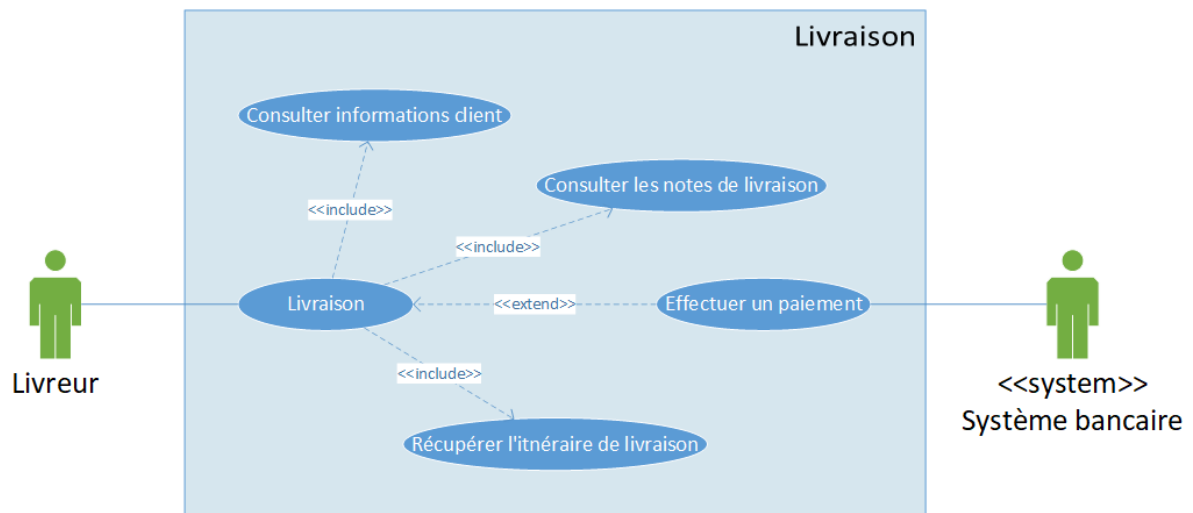 Livraison
Consulter informations client
Consulter les notes de livraison
<<include>>
<<include>>
Livraison
<<extend>>
Effectuer un paiement
<<include>>
Livreur
<<system>>
Système bancaire
Récupérer l'itnéraire de livraison